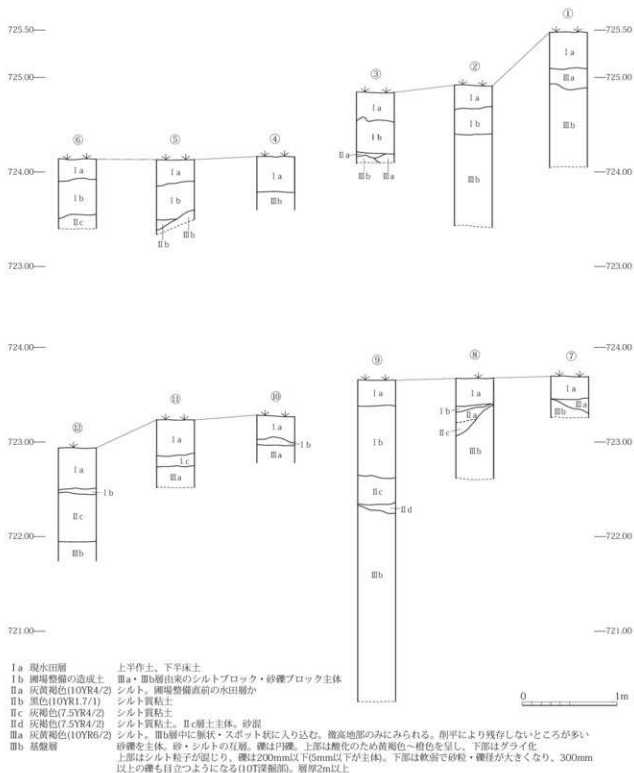 ①
725.50 725.50
Ⅰa
③ ②
725.00 Ⅲa 725.00
Ⅰa Ⅰa
Ⅰb Ⅰb Ⅲb
⑥ ⑤ ④
Ⅱa
Ⅲb Ⅲa
724.00 Ⅰa Ⅰa Ⅰa Ⅲb 724.00
Ⅰb Ⅰb Ⅲb
Ⅱc
Ⅱb Ⅲb
723.00 723.00
724.00 ⑨ ⑧ ⑦ 724.00
Ⅰa Ⅰa Ⅰa
⑪ ⑩
Ⅰb Ⅱa Ⅲb Ⅲa
⑫ Ⅰa
723.00 Ⅰa Ⅰb Ⅰb Ⅱc Ⅲb 723.00
Ⅰa Ⅰc Ⅲa
Ⅲa
Ⅰb Ⅱc
Ⅱc Ⅱd
722.00 722.00
Ⅲb Ⅲb
721.00 721.00
Ⅰa 現水田層 上半作土、下半床土
Ⅰb 圃場整備の造成土 Ⅲa・Ⅲb層由来のシルトブロック・砂礫ブロック主体
Ⅱa 灰黄褐色(10YR4/2) シルト。圃場整備直前の水田層か
Ⅱb 黒色(10YR1.7/1) シルト質粘土
Ⅱc 灰褐色(7.5YR4/2) シルト質粘土
Ⅱd 灰褐色(7.5YR4/2) シルト質粘土。Ⅱc層土主体。砂混
Ⅲa 灰黄褐色(10YR6/2) シルト。Ⅲb層中に脈状・スポット状に入り込む。微高地部のみにみられる。削平により残存しないところが多い
Ⅲb 基盤層 砂礫を主体。砂・シルトの互層。礫は円礫。上部は酸化のため黄褐色～橙色を呈し、下部はグライ化
上部はシルト粒子が混じり、礫は200mm以下(5mm以下が主体)。下部は軟弱で砂粒・礫径が大きくなり、300mm
以上の礫も目立つようになる(10T深掘部)。層厚2m以上
0 1m